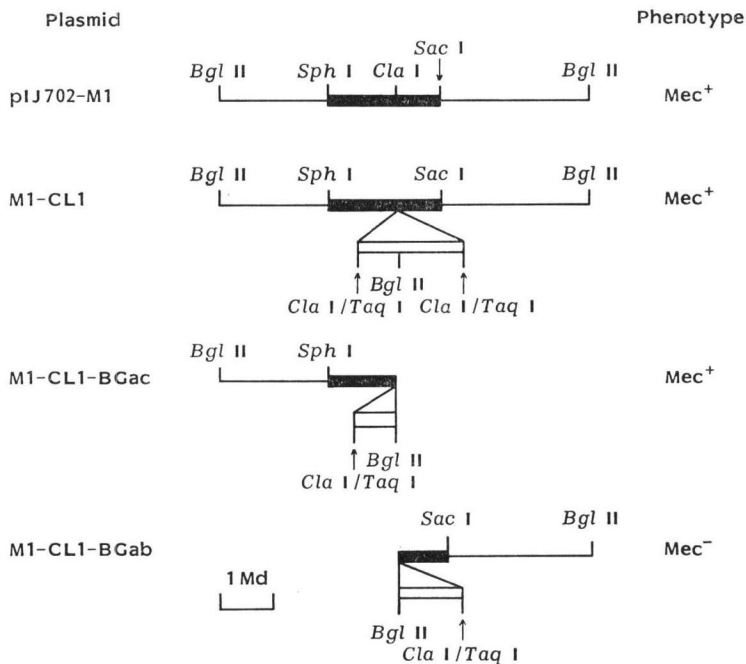 Plasmid Phenotype
Sac I
Bgl II Sph I Cla I Bgl II
pIJ702-M1 Mec+
Bgl II Sph I Sac I Bgl II
M1-CL1 Mec+
Bgl II
Cla I/Taq I Cla I/Taq I
Bgl II Sph I
M1-CL1-BGac Mec+
Bgl II
Cla I/Taq I
Sac I Bgl II
M1-CL1-BGab Mec-
1 Md
Bgl II
Cla I/Taq I